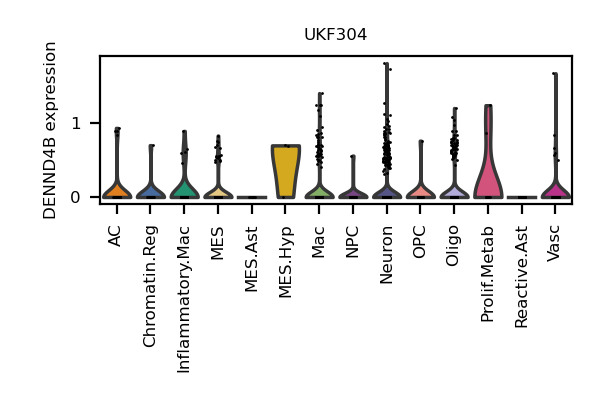 UKF304
DENND4B expression
1
0
AC
Chromatin.Reg
Inflammatory.Mac
MES
MES.Ast
MES.Hyp
Mac
NPC
Neuron
OPC
Oligo
Prolif.Metab
Reactive.Ast
Vasc